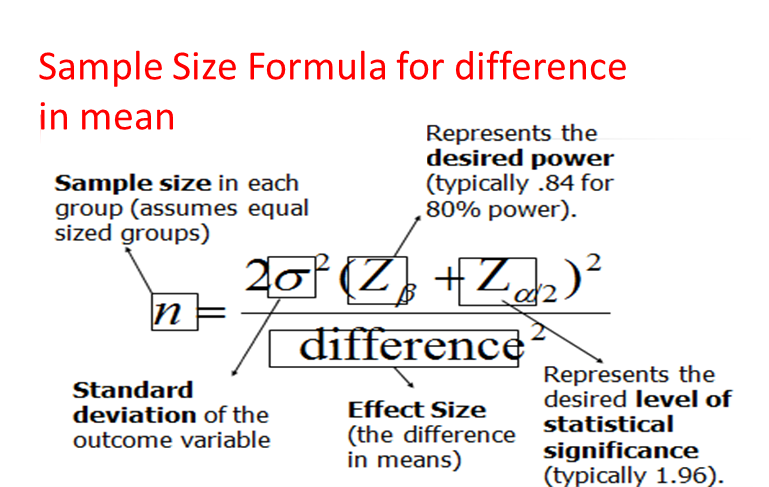 Sample Size Formula for difference
in mean
Represents the
desired power
(typically .84 for
80% power).
Sample size in each
group (assumes equal
sized groups)
n = 2σ²(Z_β + Z_α/2)² / difference²
Standard
deviation of the
outcome variable
Effect Size
(the difference
in means)
Represents the
desired level of
statistical
significance
(typically 1.96).